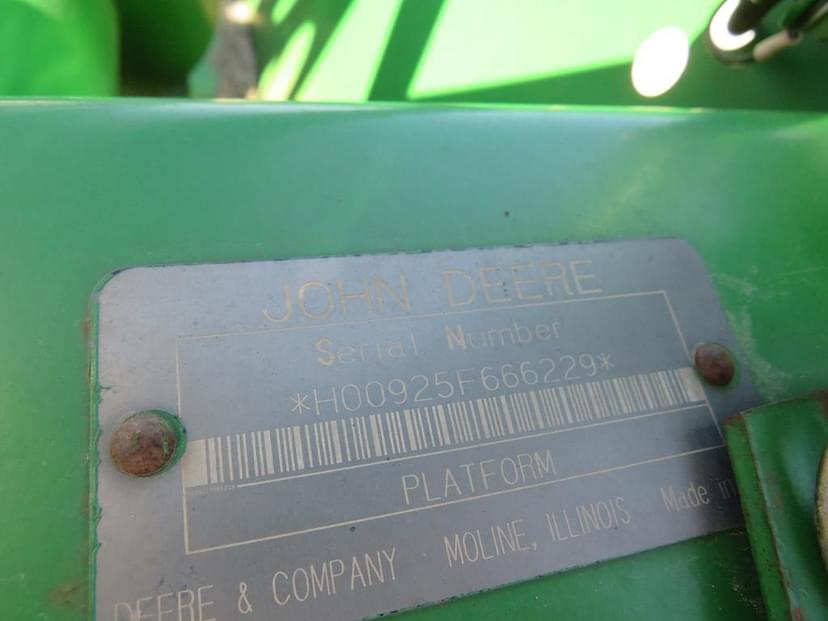 JOHN DEERE
Serial Number
*H00925F666229*
PLATFORM
DEERE & COMPANY MOLINE, ILLINOIS Made in